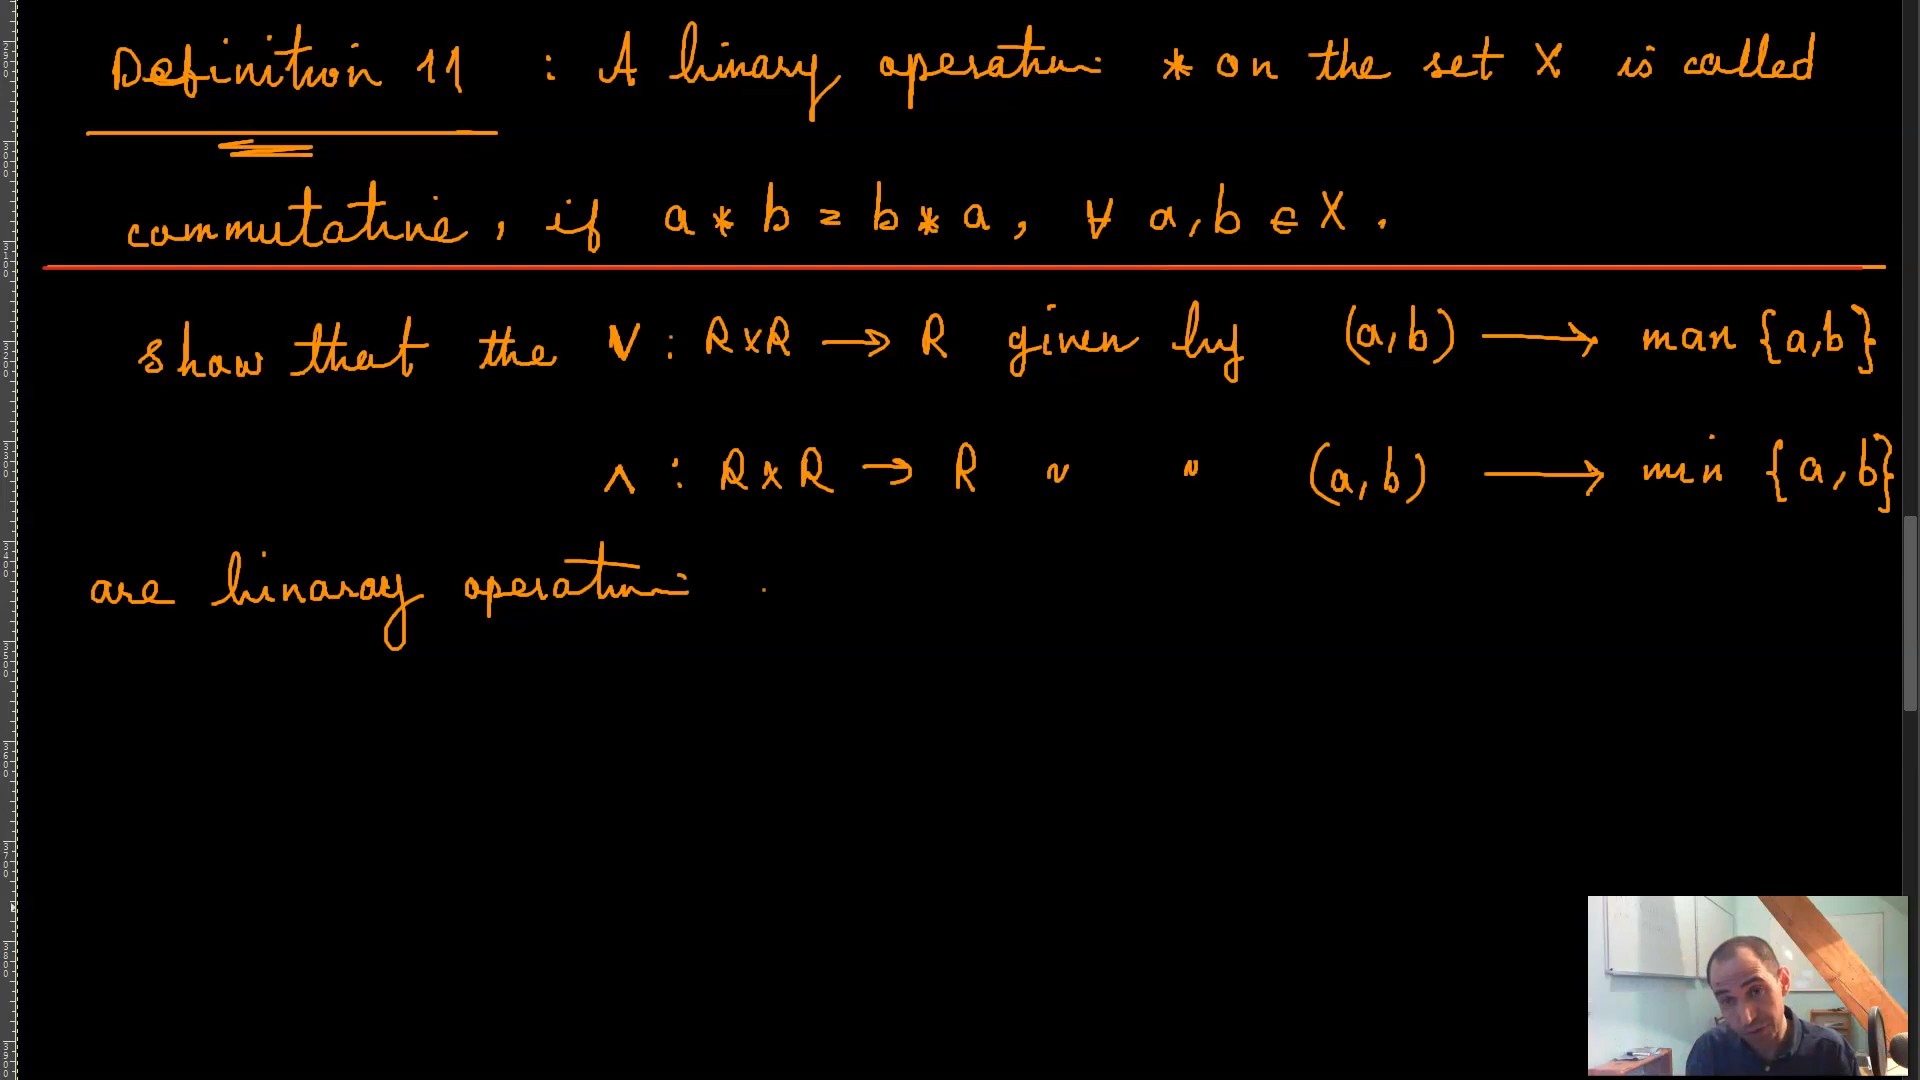 Definition 11 : A binary operation * on the set X is called
commutative, if a * b = b * a, ∀ a, b ∈ X.
Show that the ∨ : R×R → R given by (a,b) → max {a,b}
∧ : R×R → R " " (a,b) → min {a,b}
are binaray operation .